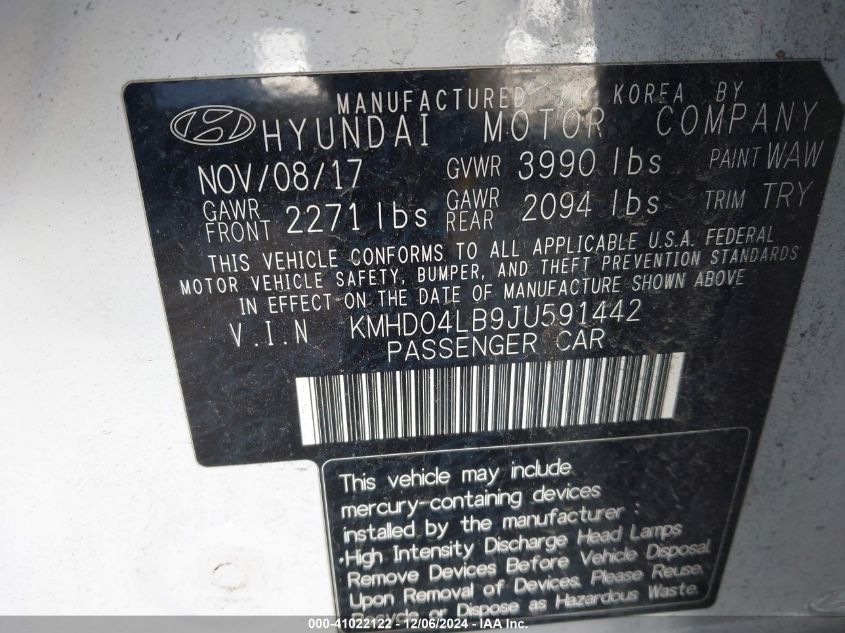 MANUFACTURED IN KOREA BY
HYUNDAI MOTOR COMPANY
NOV/08/17 GVWR 3990 lbs PAINT WAW
GAWR FRONT 2271 lbs GAWR REAR 2094 lbs TRIM TRY
THIS VEHICLE CONFORMS TO ALL APPLICABLE U.S.A. FEDERAL
MOTOR VEHICLE SAFETY, BUMPER, AND THEFT PREVENTION STANDARDS
IN EFFECT ON THE DATE OF MANUFACTURE SHOWN ABOVE
V.I.N KMHD04LB9JU591442
PASSENGER CAR
This vehicle may include
mercury-containing devices
installed by the manufacturer :
·High Intensity Discharge Head Lamps
Remove Devices Before Vehicle Disposal.
Upon Removal of Devices, Please Reuse,
Recycle or Dispose as Hazardous Waste.
000-41022122 - 12/06/2024 - IAA, Inc.